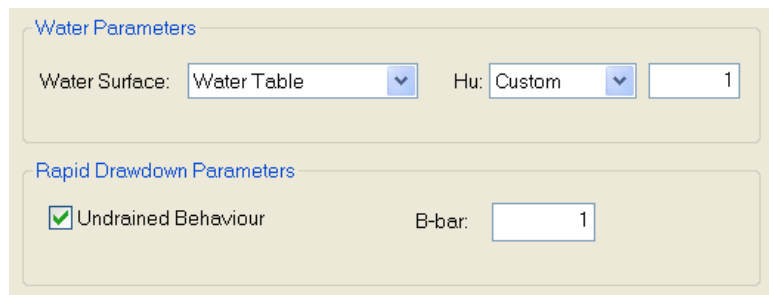 Water Parameters
Water Surface: Water Table Hu: Custom 1
Rapid Drawdown Parameters
Undrained Behaviour B-bar: 1